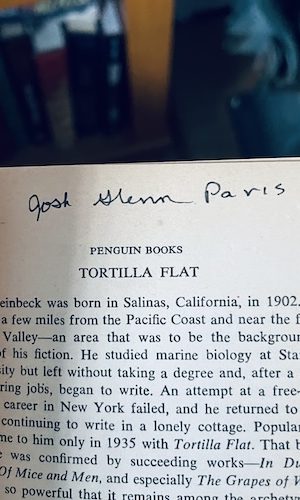 Josh Glenn Paris
PENGUIN BOOKS
TORTILLA FLAT
einbeck was born in Salinas, California, in 1902.
a few miles from the Pacific Coast and near the f
Valley—an area that was to be the backgroun
of his fiction. He studied marine biology at Sta
sity but left without taking a degree and, after a
ring jobs, began to write. An attempt at a free-
career in New York failed, and he returned to
continuing to write in a lonely cottage. Popular
me to him only in 1935 with Tortilla Flat. That b
was confirmed by succeeding works—In Du
Of Mice and Men, and especially The Grapes of W
so powerful that it remains among the archet